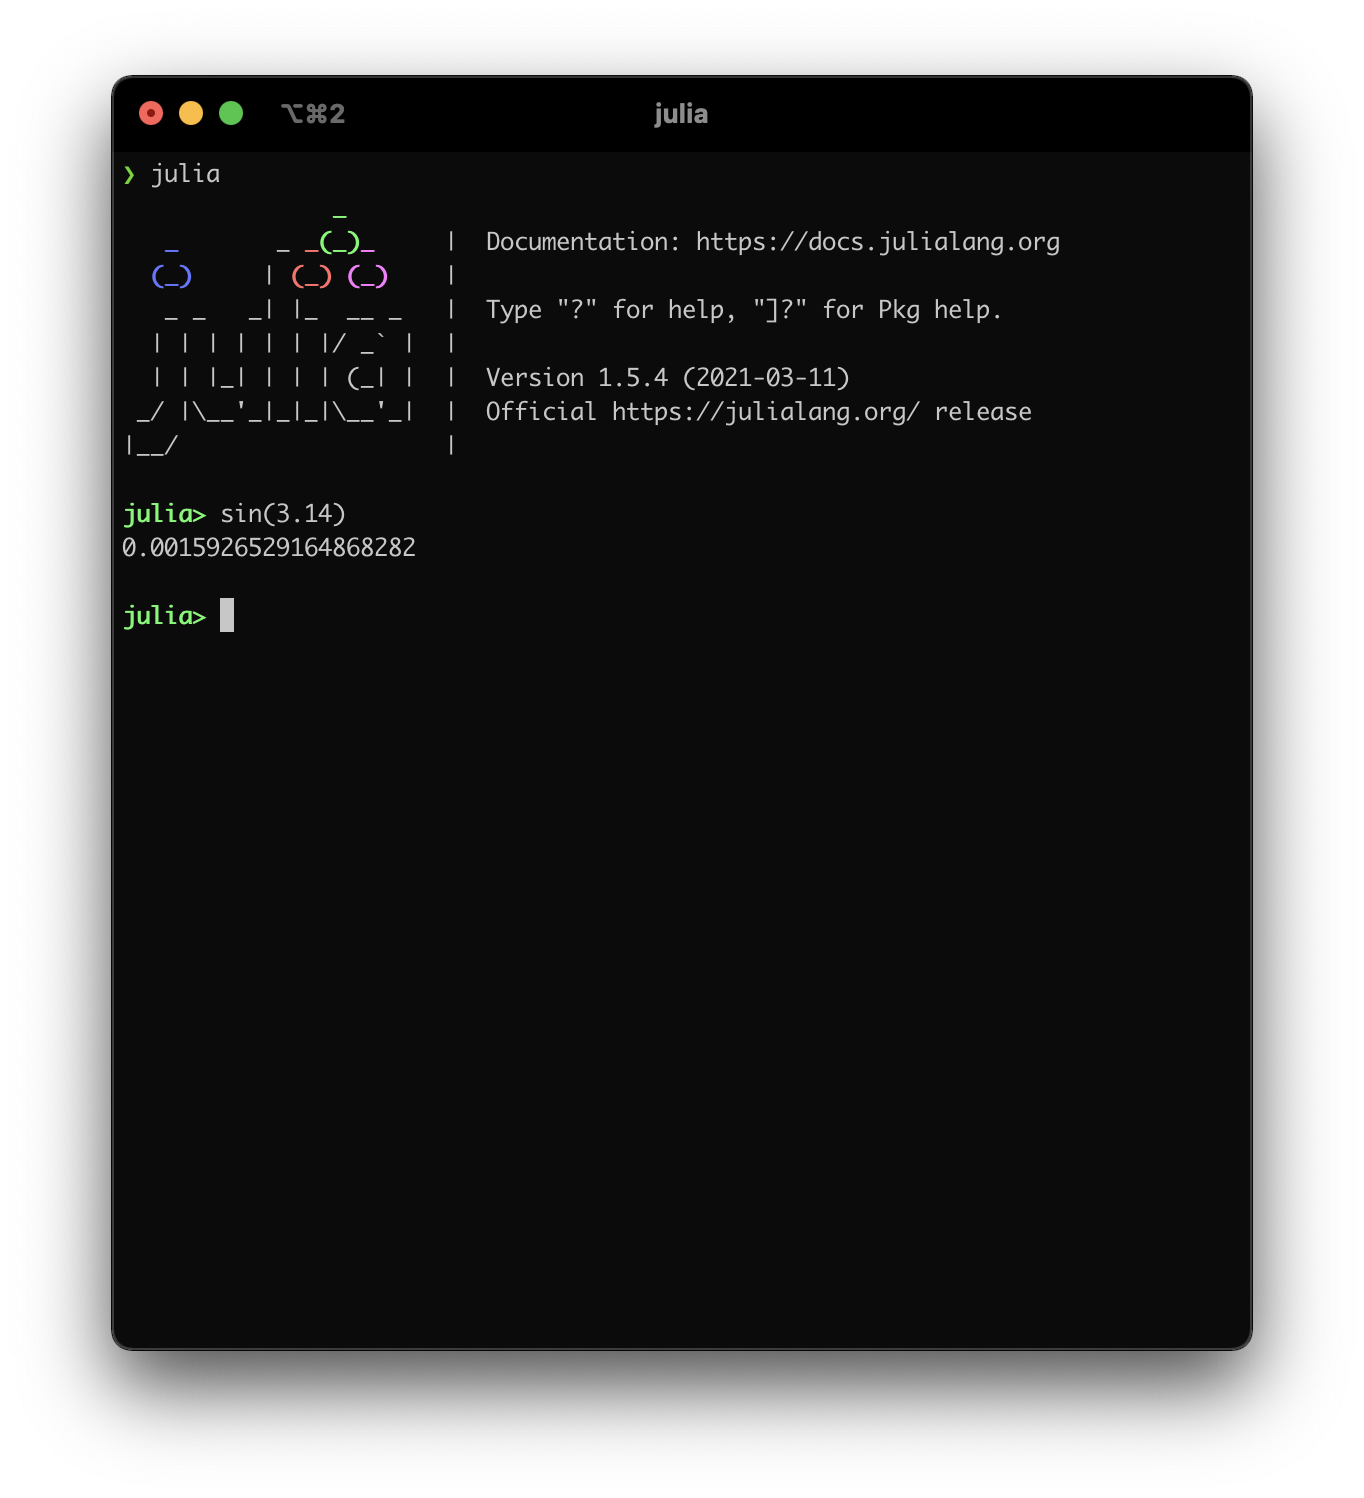 ⌥⌘2 julia
❯ julia
               _
   _       _ _(_)_     |  Documentation: https://docs.julialang.org
  (_)     | (_) (_)    |
   _ _   _| |_  __ _   |  Type "?" for help, "]?" for Pkg help.
  | | | | | | |/ _` |  |
  | | |_| | | | (_| |  |  Version 1.5.4 (2021-03-11)
 _/ |\__'_|_|_|\__'_|  |  Official https://julialang.org/ release
|__/                   |
julia> sin(3.14)
0.0015926529164868282
julia>